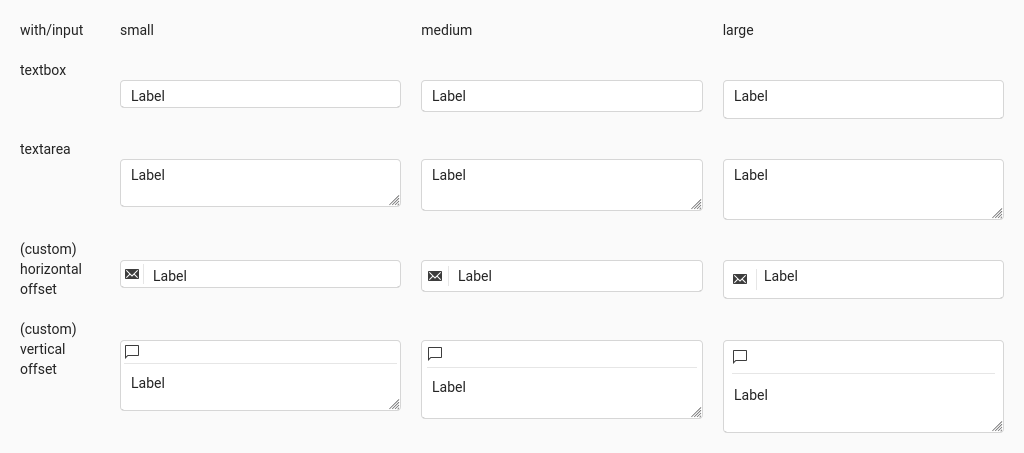 with/input small medium large
textbox
Label Label Label
textarea
Label Label Label
(custom)
horizontal
offset
Label Label Label
(custom)
vertical
offset
Label Label Label